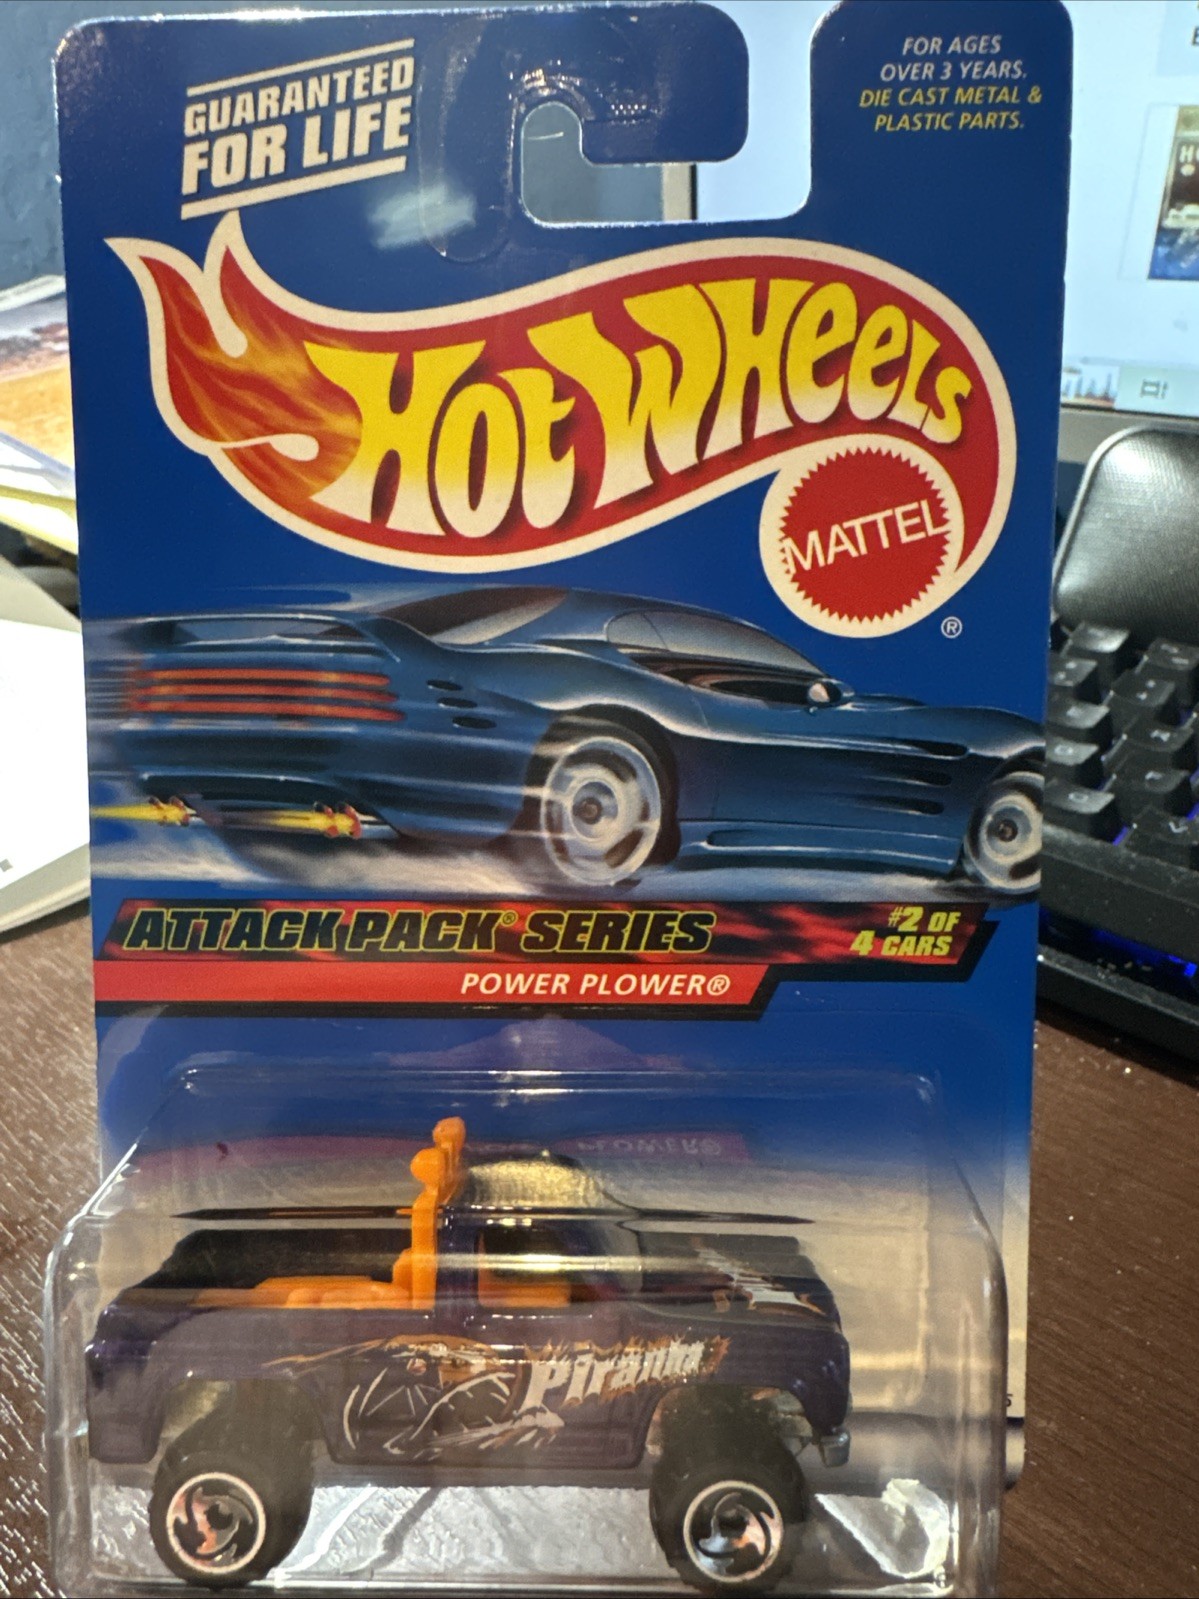 GUARANTEED
FOR LIFE
FOR AGES
OVER 3 YEARS.
DIE CAST METAL &
PLASTIC PARTS.
HOT WHEELS
MATTEL
®
ATTACK PACK® SERIES
#2 OF
4 CARS
POWER PLOWER®
Piranha